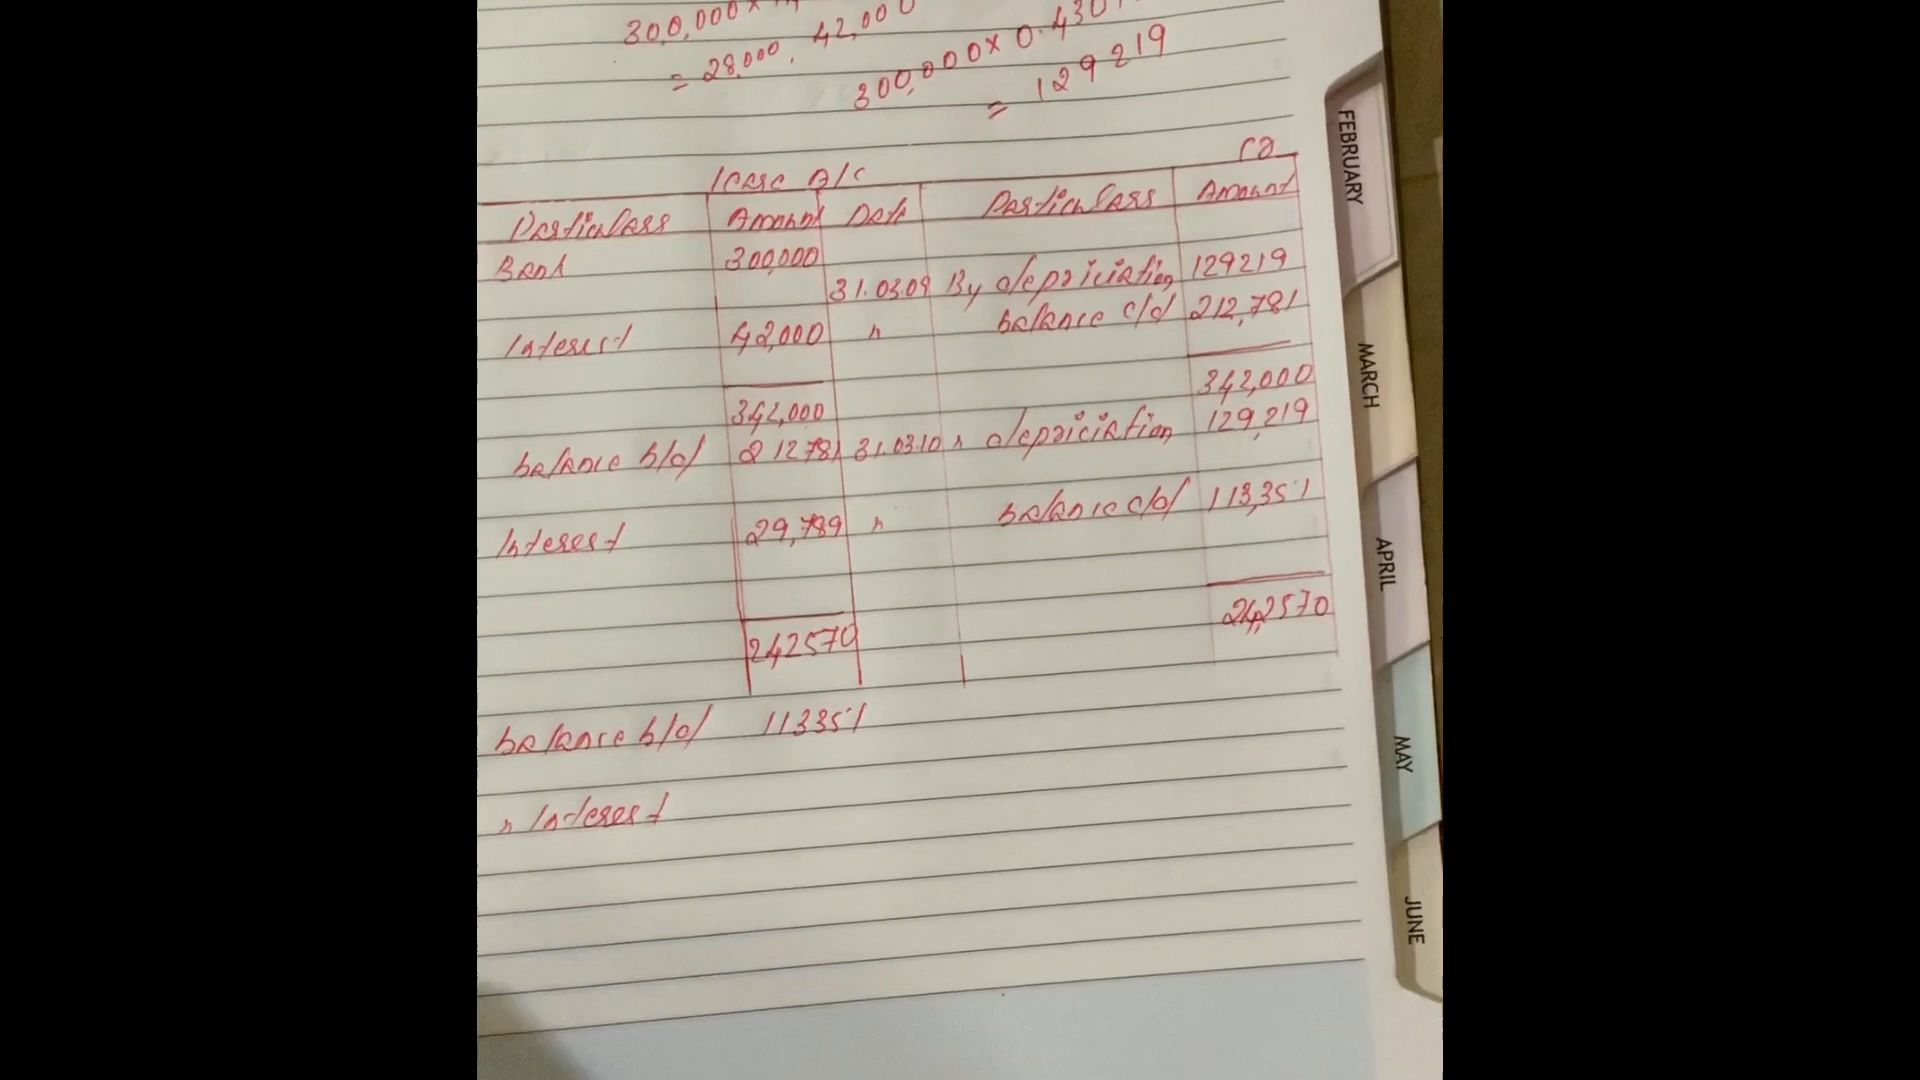 300,000×
= 28,000, 42,000
300,000 × 0.430
= 129219
lease A/C Cr
Particulars Amount Date Particulars Amount
Bank 300,000
31.03.09 By depriciation 129219
Interest 42,000 " balance c/d 212,781
342,000 342,000
balance b/d 212781 31.03.10 " depriciation 129,219
Interest 29,789 " balance c/d 113,351
242570 242570
balance b/d 113351
" Interest
FEBRUARY
MARCH
APRIL
MAY
JUNE